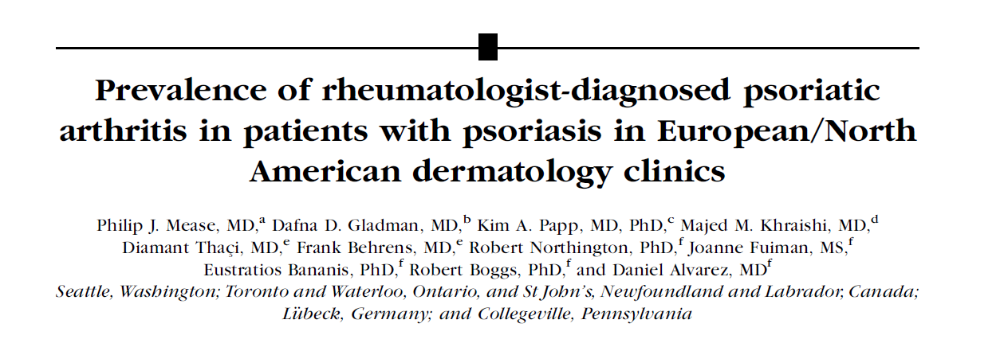 Prevalence of rheumatologist-diagnosed psoriatic
arthritis in patients with psoriasis in European/North
American dermatology clinics
Philip J. Mease, MD,a Dafna D. Gladman, MD,b Kim A. Papp, MD, PhD,c Majed M. Khraishi, MD,d
Diamant Thaçi, MD,e Frank Behrens, MD,e Robert Northington, PhD,f Joanne Fuiman, MS,f
Eustratios Bananis, PhD,f Robert Boggs, PhD,f and Daniel Alvarez, MDf
Seattle, Washington; Toronto and Waterloo, Ontario, and St John's, Newfoundland and Labrador, Canada;
Lübeck, Germany; and Collegeville, Pennsylvania